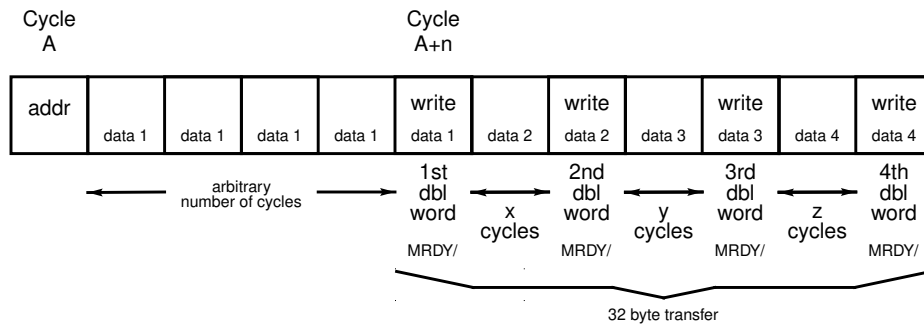 Cycle
A
Cycle
A+n
addr
write
write
write
write
data 1
data 1
data 1
data 1
data 1
data 2
data 2
data 3
data 3
data 4
data 4
arbitrary
number of cycles
1st
dbl
word
x
cycles
2nd
dbl
word
y
cycles
3rd
dbl
word
z
cycles
4th
dbl
word
MRDY/
MRDY/
MRDY/
MRDY/
32 byte transfer